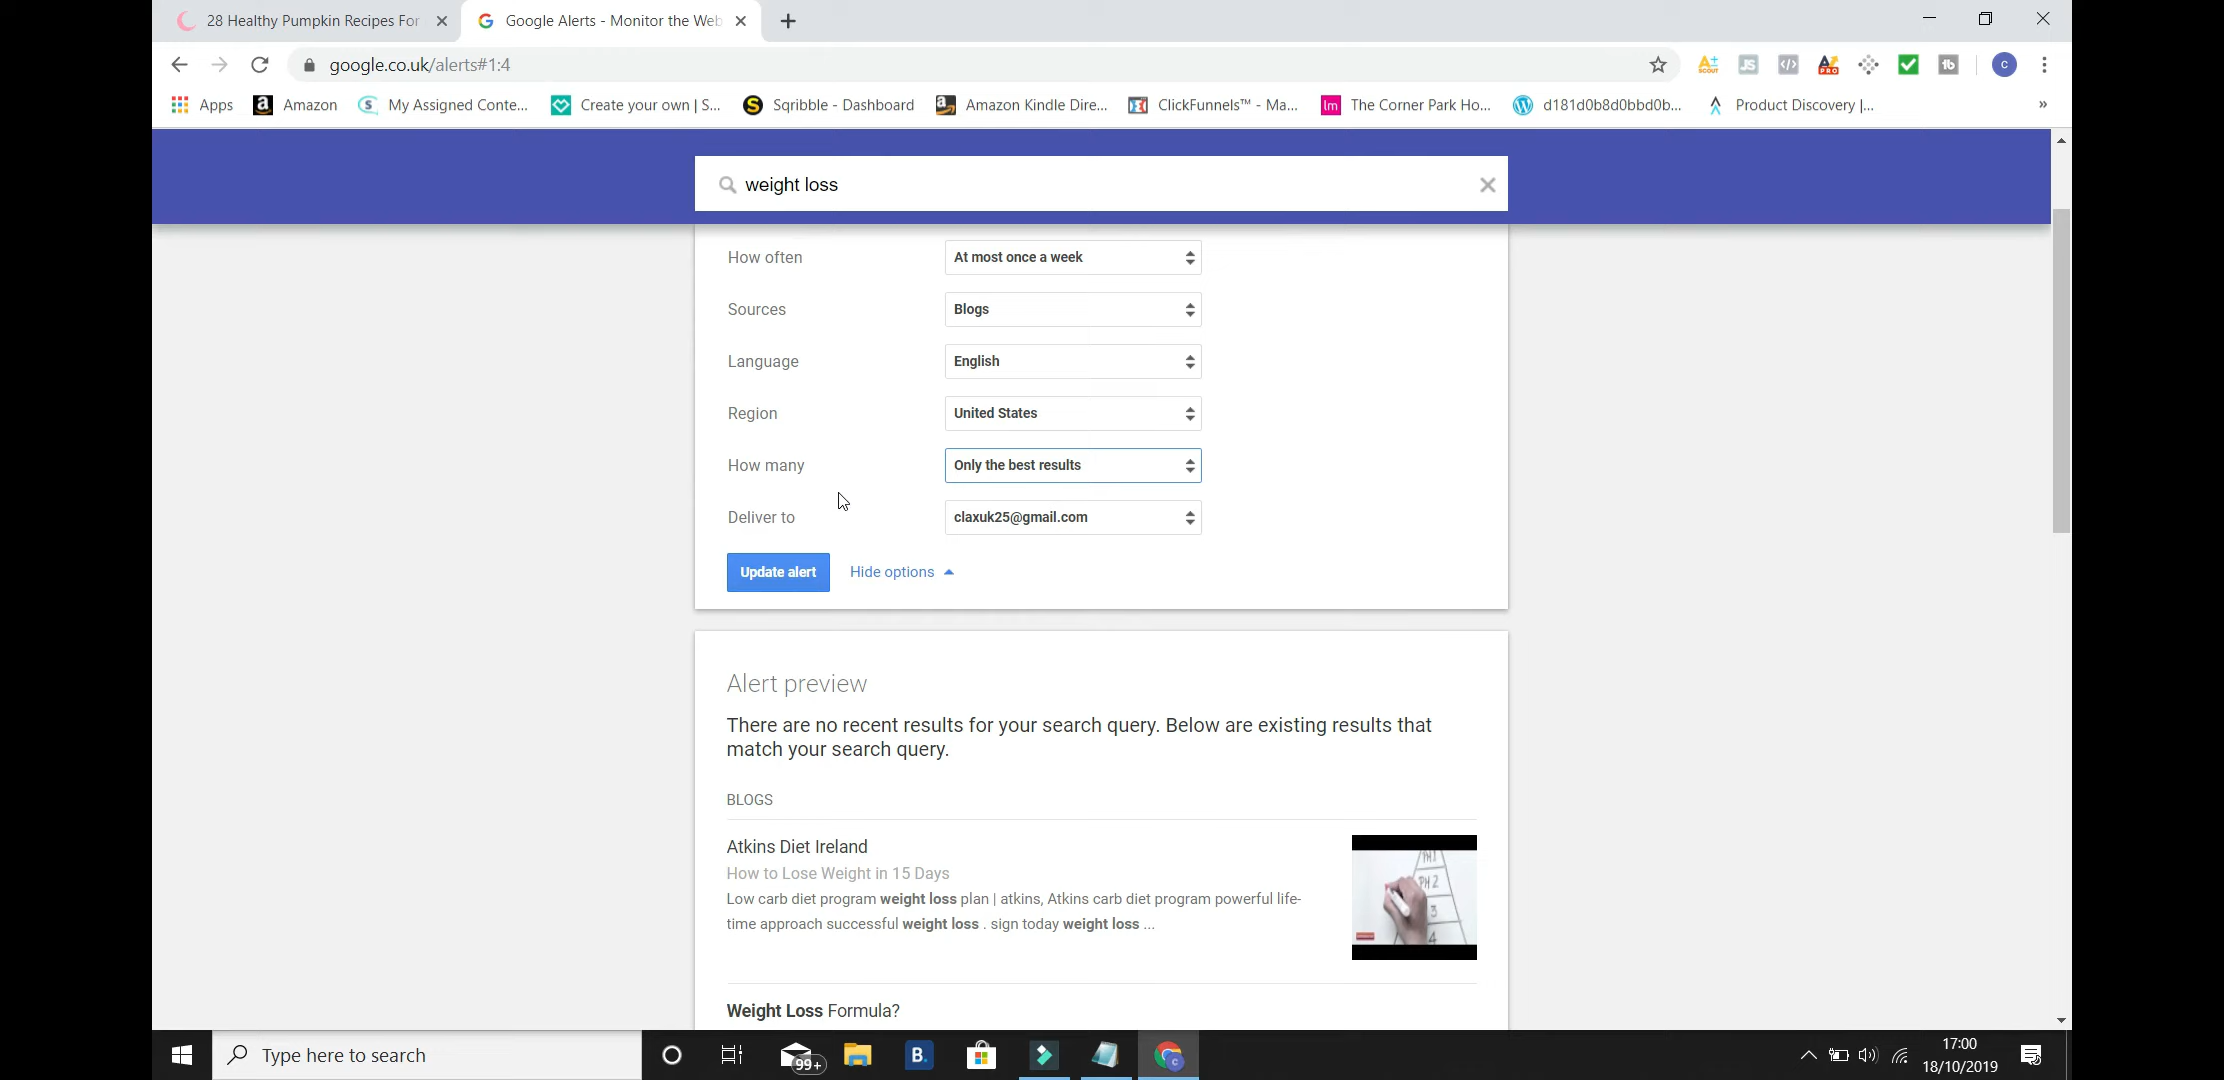 28 Healthy Pumpkin Recipes For
Google Alerts - Monitor the Web
google.co.uk/alerts#1:4
Apps
Amazon
My Assigned Conte...
Create your own | S...
Sqribble - Dashboard
Amazon Kindle Dire...
ClickFunnels™ - Ma...
The Corner Park Ho...
d181d0b8d0bbd0b...
Product Discovery |...
»
weight loss
How often At most once a week
Sources Blogs
Language English
Region United States
How many Only the best results
Deliver to claxuk25@gmail.com
Update alert Hide options
Alert preview
There are no recent results for your search query. Below are existing results that
match your search query.
BLOGS
Atkins Diet Ireland
How to Lose Weight in 15 Days
Low carb diet program weight loss plan | atkins, Atkins carb diet program powerful life-
time approach successful weight loss . sign today weight loss ...
PH 2
3
4
Weight Loss Formula?
Type here to search
99+
B.
17:00
18/10/2019